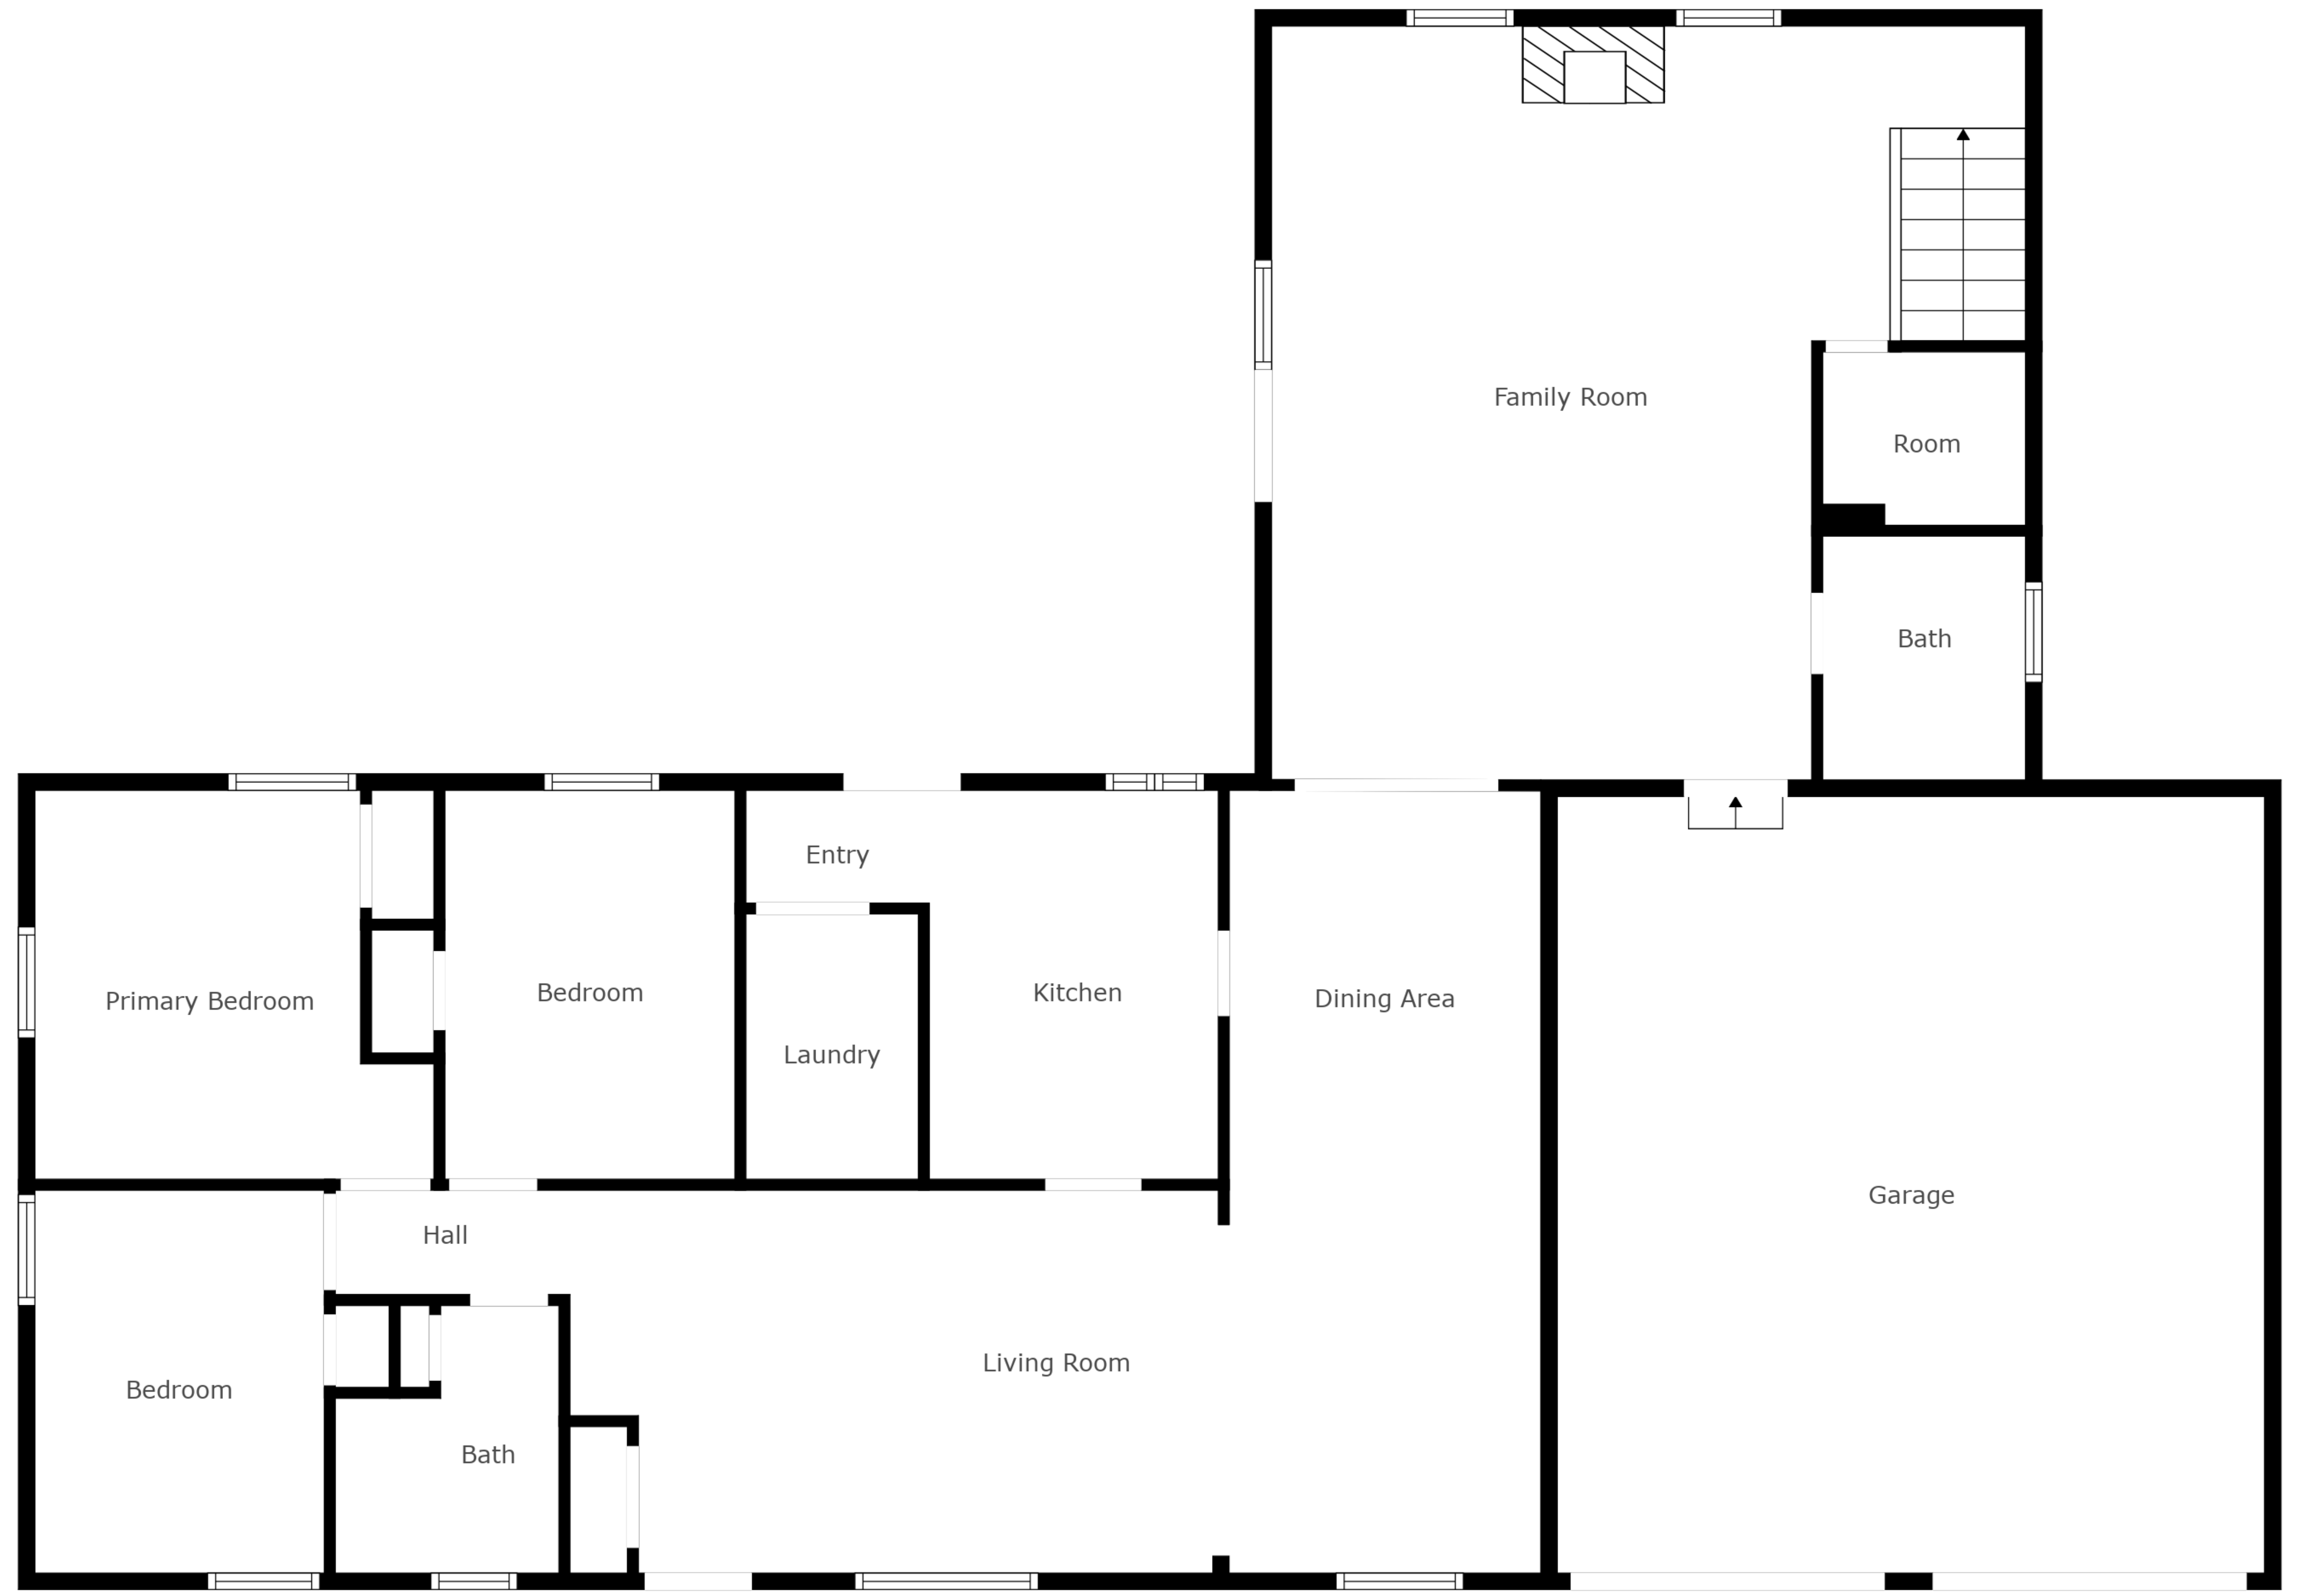 Family Room
Room
Bath
Entry
Primary Bedroom
Bedroom
Kitchen
Dining Area
Laundry
Garage
Hall
Living Room
Bedroom
Bath